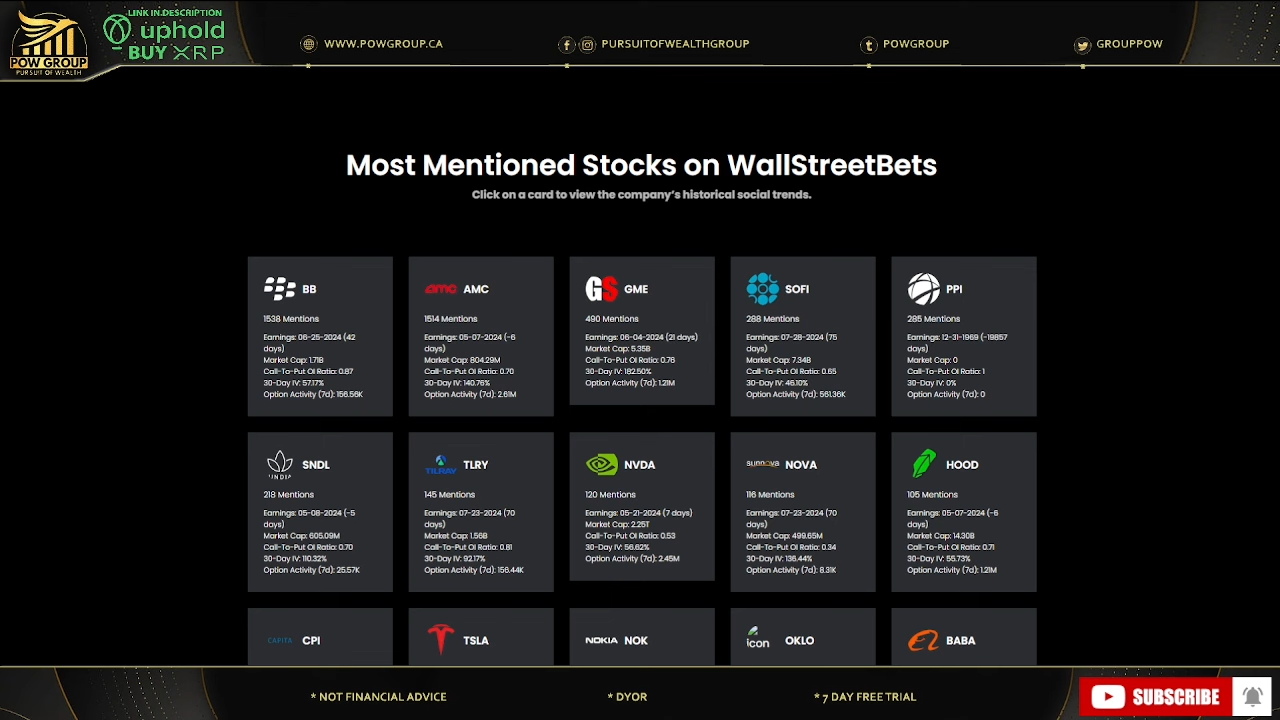 LINK IN DESCRIPTION
uphold
BUY XRP
POW GROUP
PURSUIT OF WEALTH
WWW.POWGROUP.CA
PURSUITOFWEALTHGROUP
POWGROUP
GROUPPOW
Most Mentioned Stocks on WallStreetBets
Click on a card to view the company's historical social trends.
BB
1538 Mentions
Earnings: 06-25-2024 (42
days)
Market Cap: 1.71B
Call-To-Put OI Ratio: 0.87
30-Day IV: 57.17%
Option Activity (7d): 156.56K
amc AMC
1514 Mentions
Earnings: 05-07-2024 (-6
days)
Market Cap: 804.29M
Call-To-Put OI Ratio: 0.70
30-Day IV: 140.76%
Option Activity (7d): 2.61M
GS GME
490 Mentions
Earnings: 06-04-2024 (21 days)
Market Cap: 5.35B
Call-To-Put OI Ratio: 0.76
30-Day IV: 182.50%
Option Activity (7d): 1.21M
SOFI
288 Mentions
Earnings: 07-28-2024 (75
days)
Market Cap: 7.34B
Call-To-Put OI Ratio: 0.65
30-Day IV: 46.10%
Option Activity (7d): 561.36K
PPI
285 Mentions
Earnings: 12-31-1969 (-19857
days)
Market Cap: 0
Call-To-Put OI Ratio: 1
30-Day IV: 0%
Option Activity (7d): 0
SNDL
218 Mentions
Earnings: 05-08-2024 (-5
days)
Market Cap: 605.09M
Call-To-Put OI Ratio: 0.70
30-Day IV: 110.32%
Option Activity (7d): 25.57K
TILRAY TLRY
145 Mentions
Earnings: 07-23-2024 (70
days)
Market Cap: 1.56B
Call-To-Put OI Ratio: 0.81
30-Day IV: 92.17%
Option Activity (7d): 156.44K
NVDA
120 Mentions
Earnings: 05-21-2024 (7 days)
Market Cap: 2.25T
Call-To-Put OI Ratio: 0.53
30-Day IV: 56.62%
Option Activity (7d): 2.45M
sunnova NOVA
116 Mentions
Earnings: 07-23-2024 (70
days)
Market Cap: 499.65M
Call-To-Put OI Ratio: 0.34
30-Day IV: 136.44%
Option Activity (7d): 8.31K
HOOD
105 Mentions
Earnings: 05-07-2024 (-6
days)
Market Cap: 14.30B
Call-To-Put OI Ratio: 0.71
30-Day IV: 55.73%
Option Activity (7d): 1.21M
CAPITA CPI
TSLA
NOKIA NOK
icon OKLO
BABA
* NOT FINANCIAL ADVICE
* DYOR
* 7 DAY FREE TRIAL
SUBSCRIBE